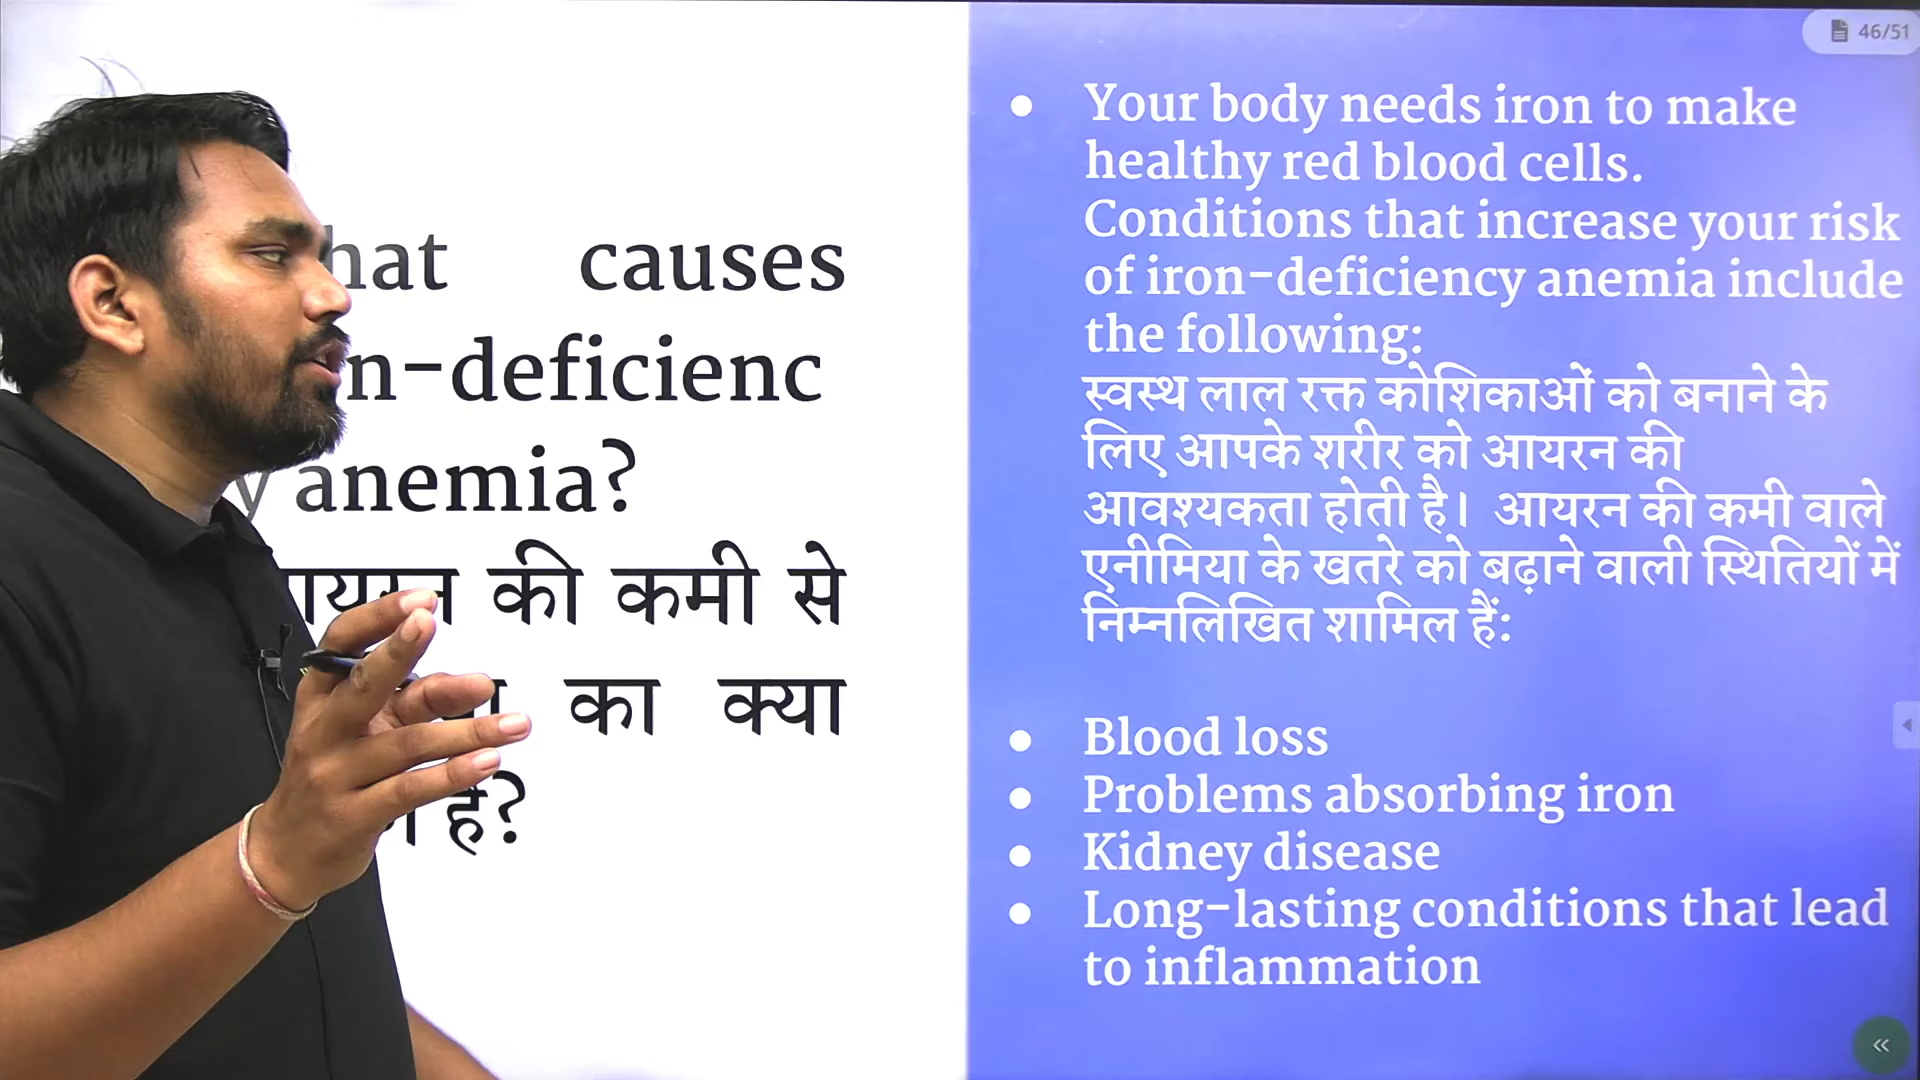 46/51
causes
anemia?
की कमी से
का क्या
है?
Your body needs iron to make
healthy red blood cells.
Conditions that increase your risk
of iron-deficiency anemia include
the following:
स्वस्थ लाल रक्त कोशिकाओं को बनाने के
लिए आपके शरीर को आयरन की
आवश्यकता होती है। आयरन की कमी वाले
एनीमिया के खतरे को बढ़ाने वाली स्थितियों में
निम्नलिखित शामिल हैं:
Blood loss
Problems absorbing iron
Kidney disease
Long-lasting conditions that lead
to inflammation